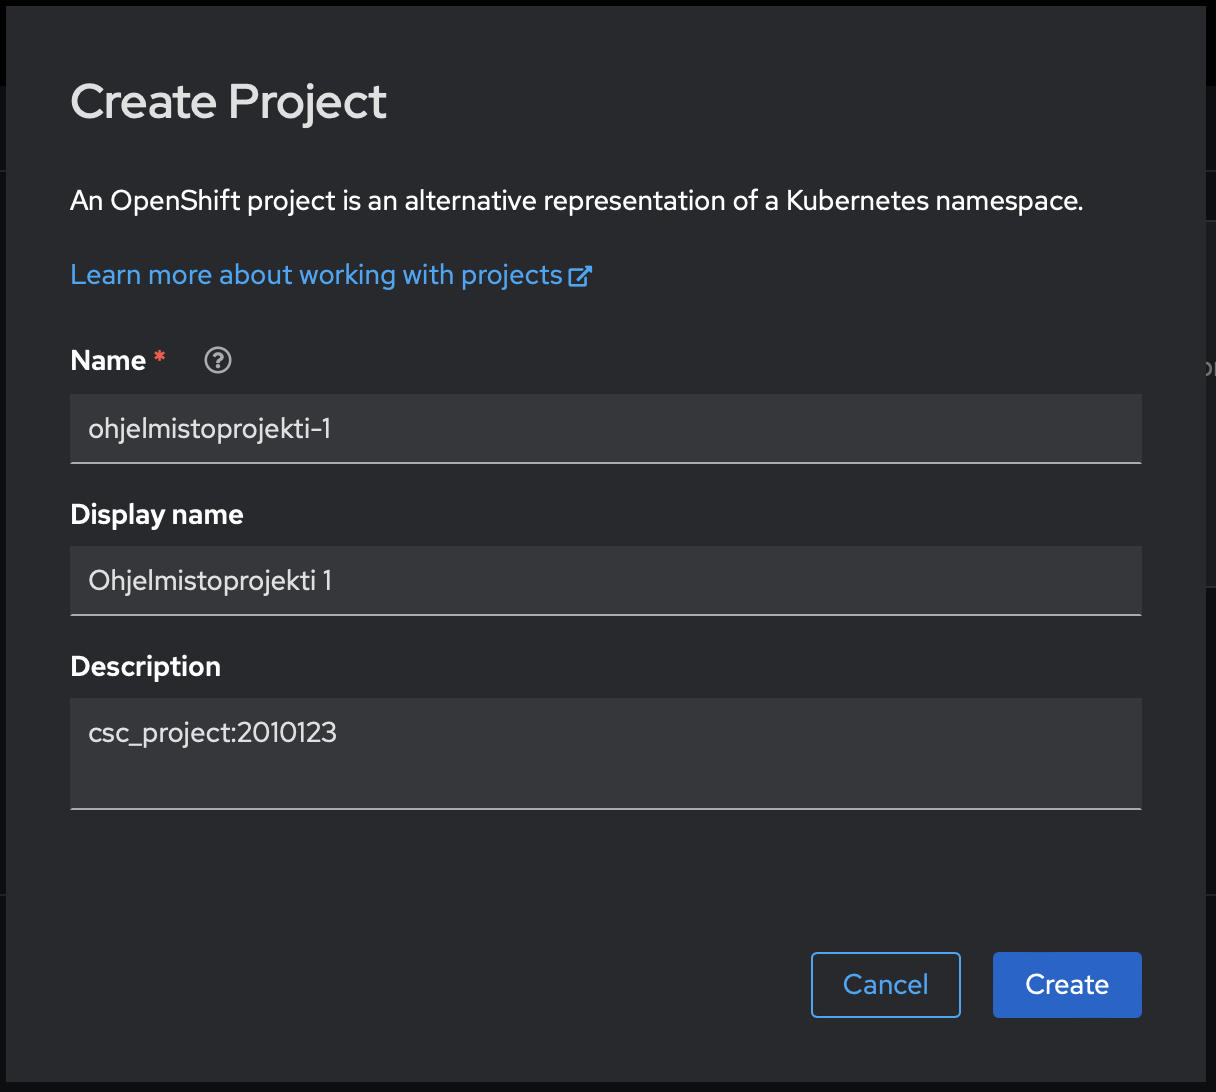 Create Project
An OpenShift project is an alternative representation of a Kubernetes namespace.
Learn more about working with projects
Name *
ohjelmistoprojekti-1
Display name
Ohjelmistoprojekti 1
Description
csc_project:2010123
Cancel
Create